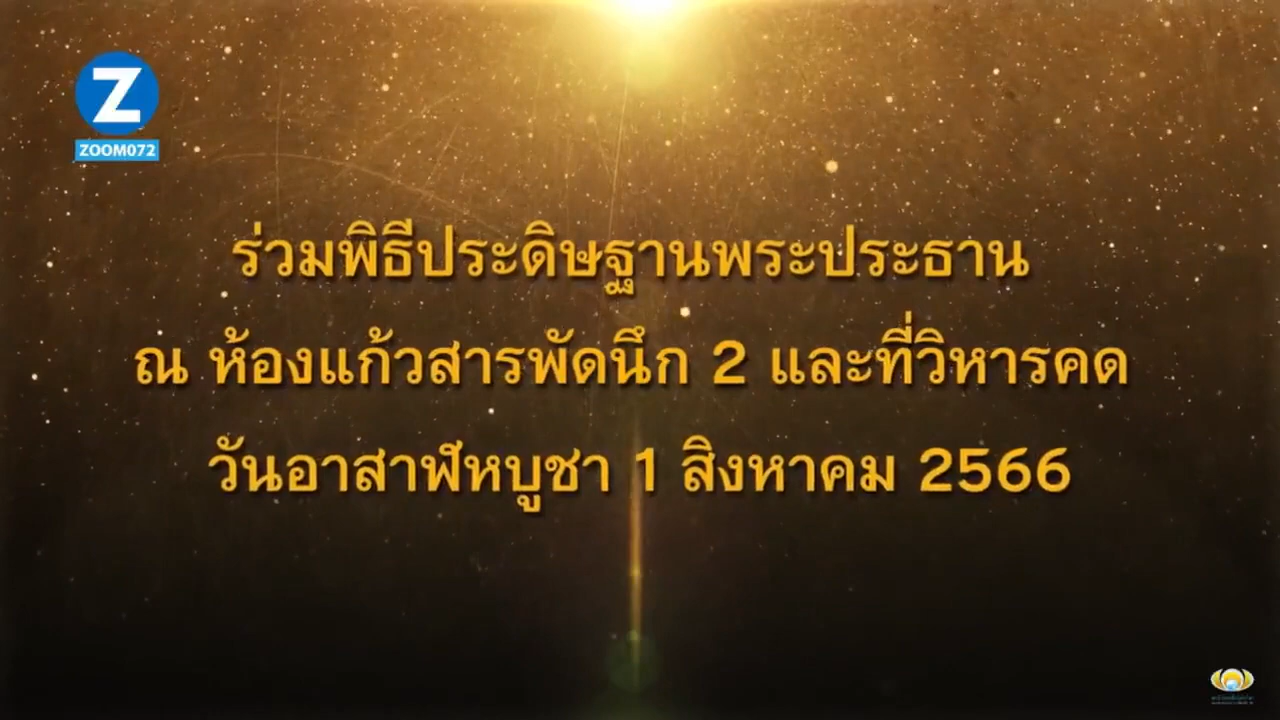 Z
ZOOM072
ร่วมพิธีประดิษฐานพระประธาน
ณ ห้องแก้วสารพัดนึก 2 และที่วิหารคด
วันอาสาฬหบูชา 1 สิงหาคม 2566